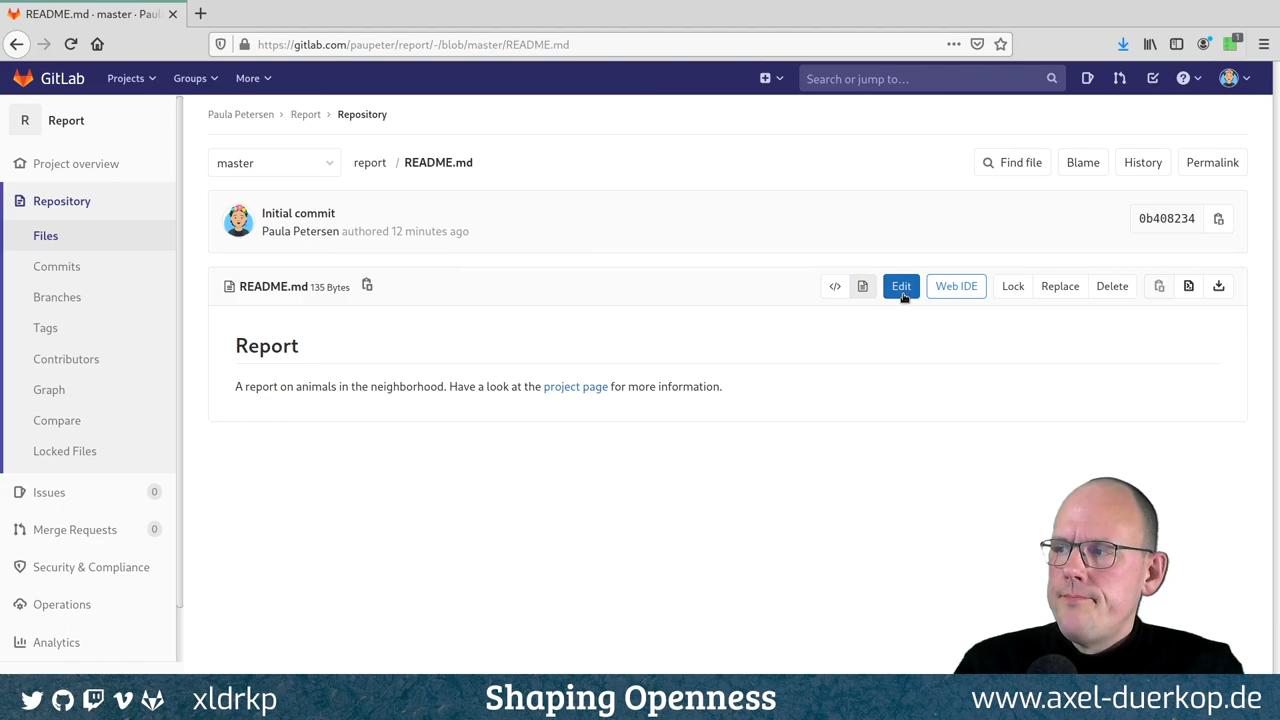 README.md · master · Paul
https://gitlab.com/paupeter/report/-/blob/master/README.md
1
GitLab
Projects
Groups
More
Search or jump to…
R
Report
Paula Petersen
Report
Repository
Project overview
Repository
Files
Commits
Branches
Tags
Contributors
Graph
Compare
Locked Files
Issues
0
Merge Requests
0
Security & Compliance
Operations
Analytics
master
report / README.md
Find file
Blame
History
Permalink
Initial commit
Paula Petersen authored 12 minutes ago
0b408234
README.md 135 Bytes
</>
Edit
Web IDE
Lock
Replace
Delete
Report
A report on animals in the neighborhood. Have a look at the project page for more information.
xldrkp
Shaping Openness
www.axel-duerkop.de